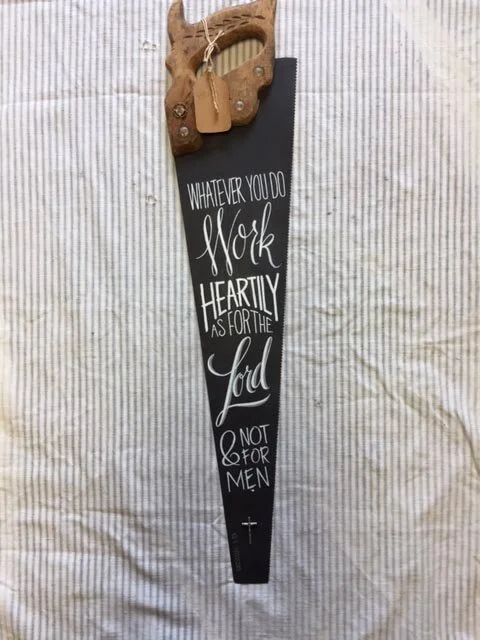 WHATEVER YOU DO
Work
HEARTILY
AS FOR THE
Lord
& NOT
FOR
MEN